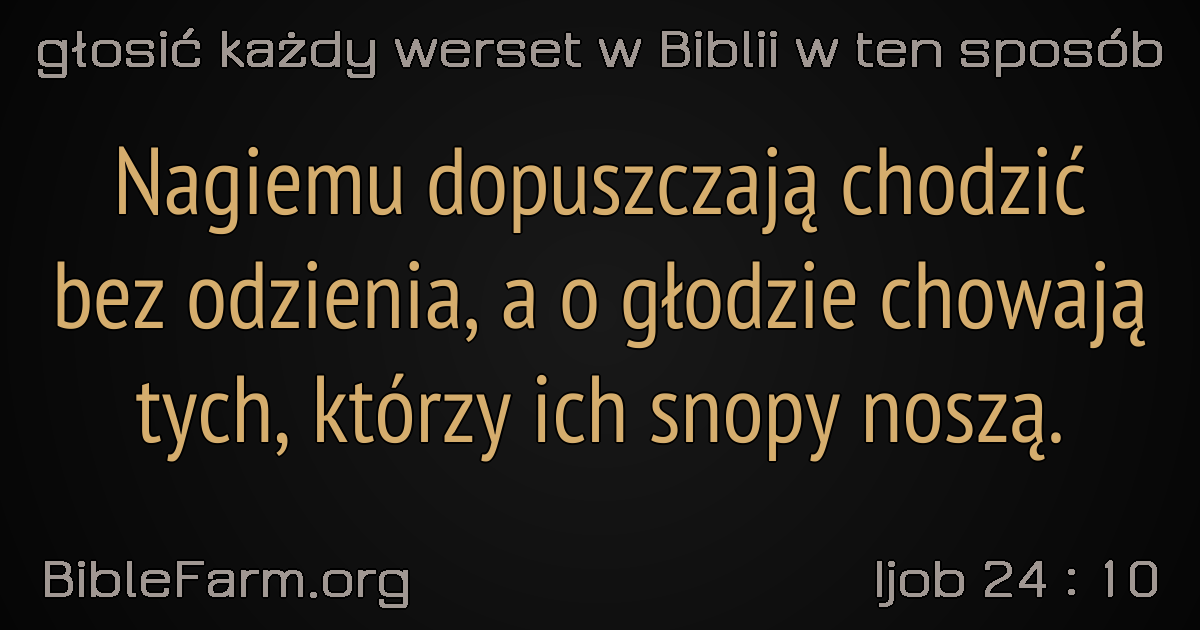 głosić każdy werset w Biblii w ten sposób
Nagiemu dopuszczają chodzić
bez odzienia, a o głodzie chowają
tych, którzy ich snopy noszą.
BibleFarm.org
Ijob 24 : 10